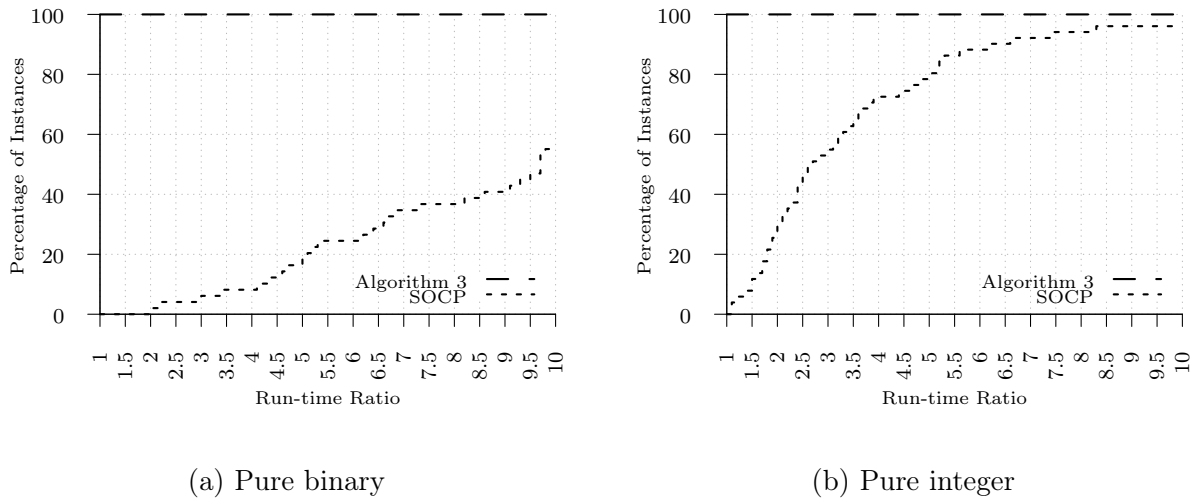 100
80
60
40
20
0
Percentage of Instances
Algorithm 3
SOCP
1 1.5 2 2.5 3 3.5 4 4.5 5 5.5 6 6.5 7 7.5 8 8.5 9 9.5 10
Run-time Ratio
(a) Pure binary
100
80
60
40
20
0
Percentage of Instances
Algorithm 3
SOCP
1 1.5 2 2.5 3 3.5 4 4.5 5 5.5 6 6.5 7 7.5 8 8.5 9 9.5 10
Run-time Ratio
(b) Pure integer